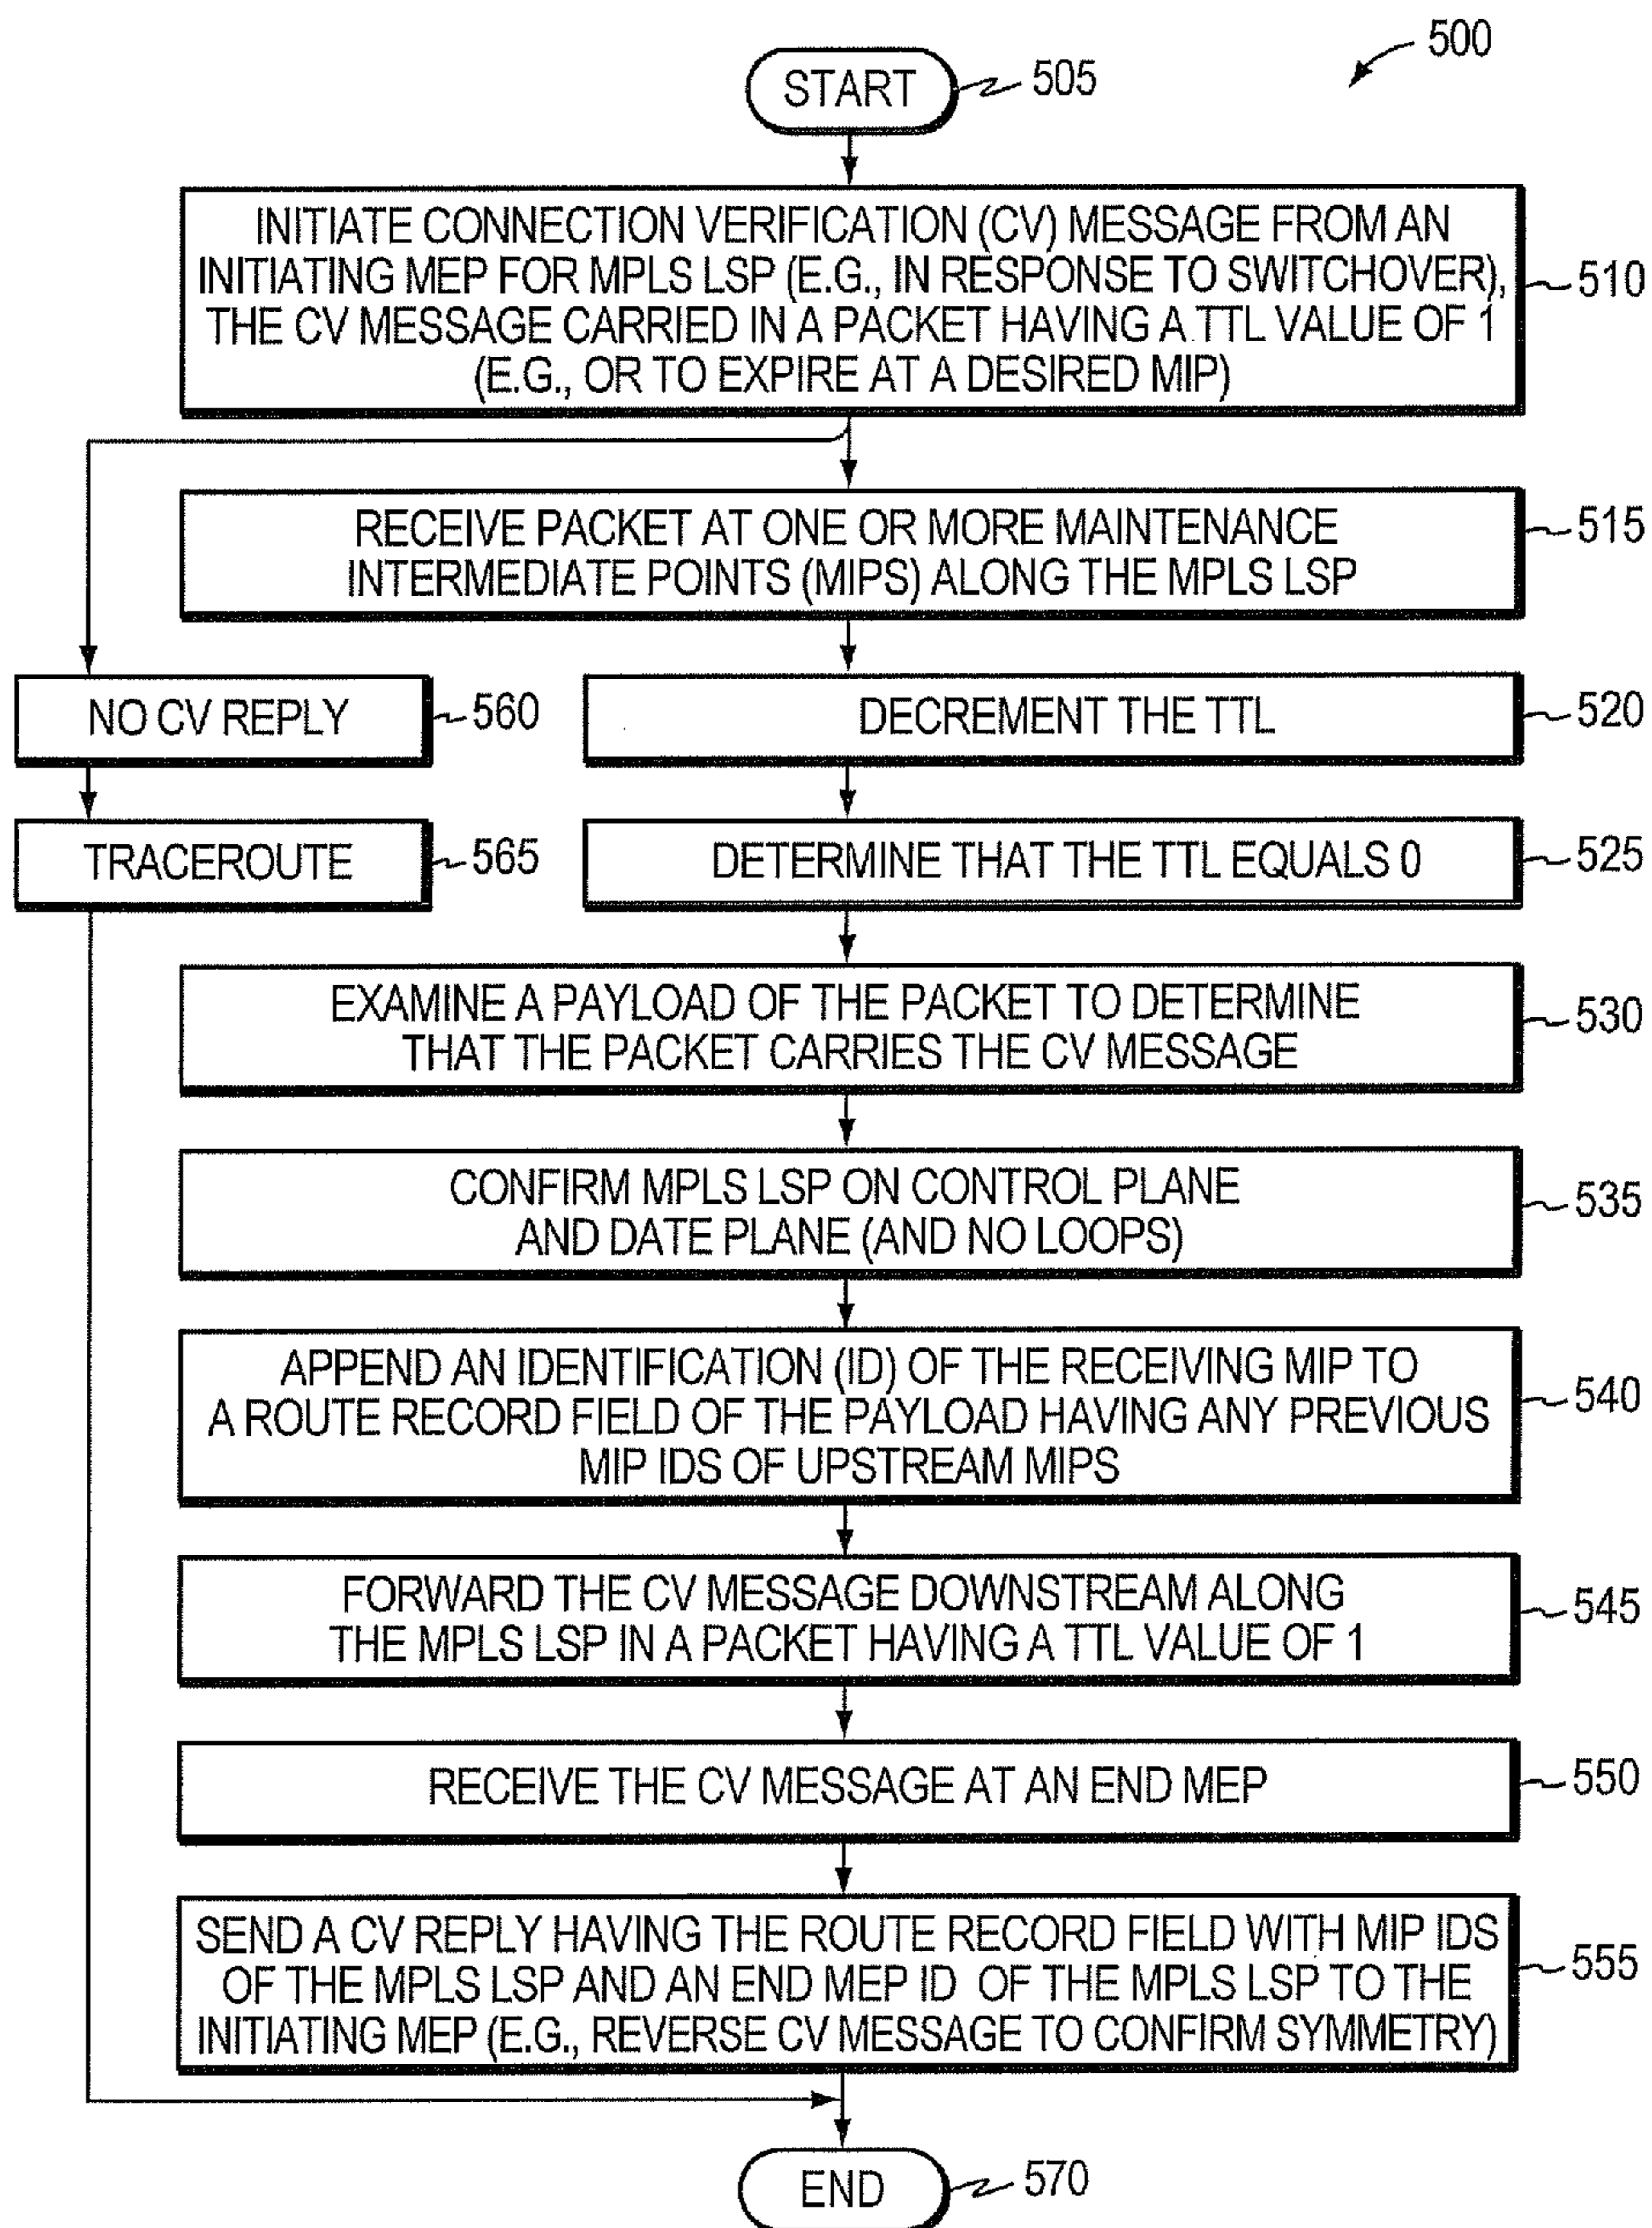 500
START
505
INITIATE CONNECTION VERIFICATION (CV) MESSAGE FROM AN
INITIATING MEP FOR MPLS LSP (E.G., IN RESPONSE TO SWITCHOVER),
THE CV MESSAGE CARRIED IN A PACKET HAVING A TTL VALUE OF 1
(E.G., OR TO EXPIRE AT A DESIRED MIP)
510
RECEIVE PACKET AT ONE OR MORE MAINTENANCE
INTERMEDIATE POINTS (MIPS) ALONG THE MPLS LSP
515
NO CV REPLY
560
DECREMENT THE TTL
520
TRACEROUTE
565
DETERMINE THAT THE TTL EQUALS 0
525
EXAMINE A PAYLOAD OF THE PACKET TO DETERMINE
THAT THE PACKET CARRIES THE CV MESSAGE
530
CONFIRM MPLS LSP ON CONTROL PLANE
AND DATE PLANE (AND NO LOOPS)
535
APPEND AN IDENTIFICATION (ID) OF THE RECEIVING MIP TO
A ROUTE RECORD FIELD OF THE PAYLOAD HAVING ANY PREVIOUS
MIP IDS OF UPSTREAM MIPS
540
FORWARD THE CV MESSAGE DOWNSTREAM ALONG
THE MPLS LSP IN A PACKET HAVING A TTL VALUE OF 1
545
RECEIVE THE CV MESSAGE AT AN END MEP
550
SEND A CV REPLY HAVING THE ROUTE RECORD FIELD WITH MIP IDS
OF THE MPLS LSP AND AN END MEP ID OF THE MPLS LSP TO THE
INITIATING MEP (E.G., REVERSE CV MESSAGE TO CONFIRM SYMMETRY)
555
END
570